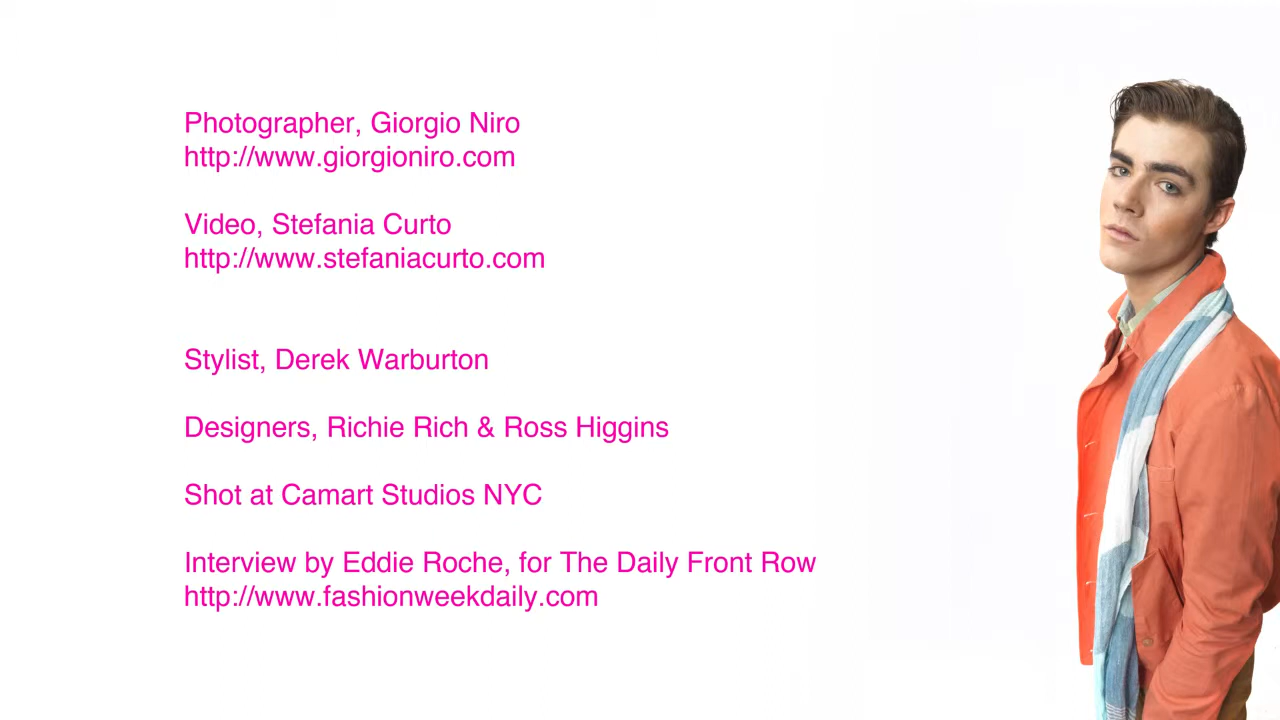 Photographer, Giorgio Niro
http://www.giorgioniro.com
Video, Stefania Curto
http://www.stefaniacurto.com
Stylist, Derek Warburton
Designers, Richie Rich & Ross Higgins
Shot at Camart Studios NYC
Interview by Eddie Roche, for The Daily Front Row
http://www.fashionweekdaily.com